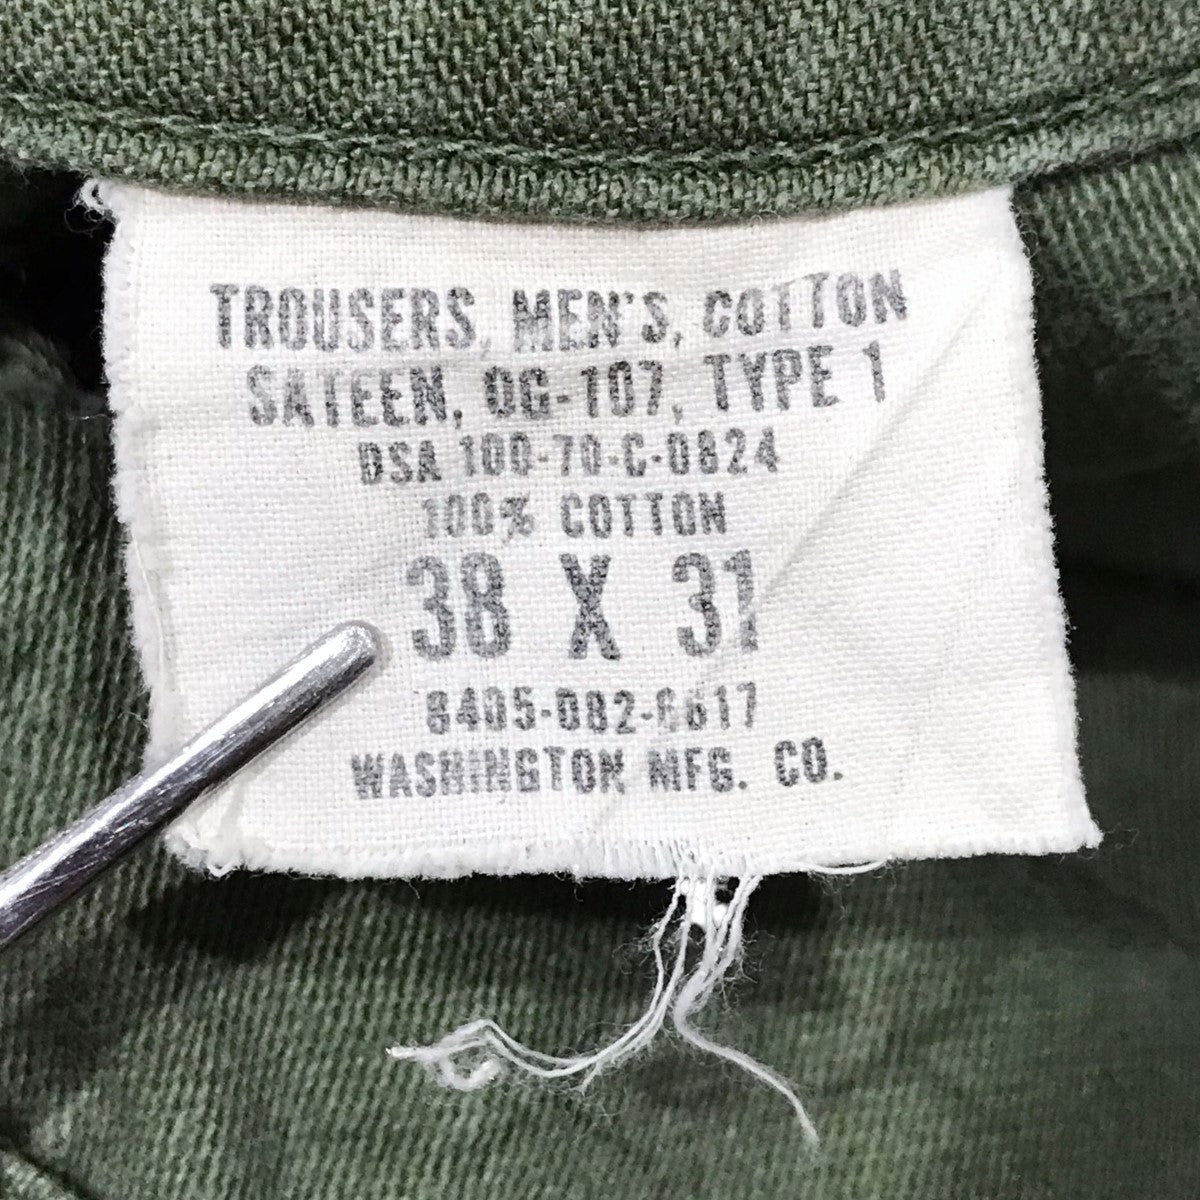 TROUSERS, MEN'S, COTTON
SATEEN, OG-107, TYPE 1
DSA 100-70-C-0824
100% COTTON
38 X 31
8405-082-6617
WASHINGTON MFG. CO.